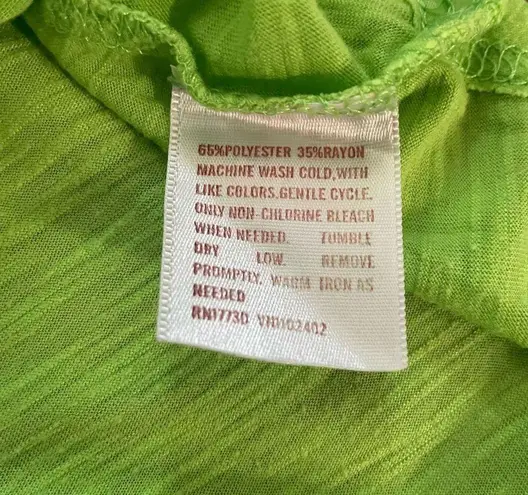 65%POLYESTER 35%RAYON
MACHINE WASH COLD,WITH
LIKE COLORS.GENTLE CYCLE.
ONLY NON-CHLORINE BLEACH
WHEN NEEDED. TUMBLE
DRY LOW. REMOVE
PROMPTLY. WARM IRON AS
NEEDED
RN17730 VN1102402